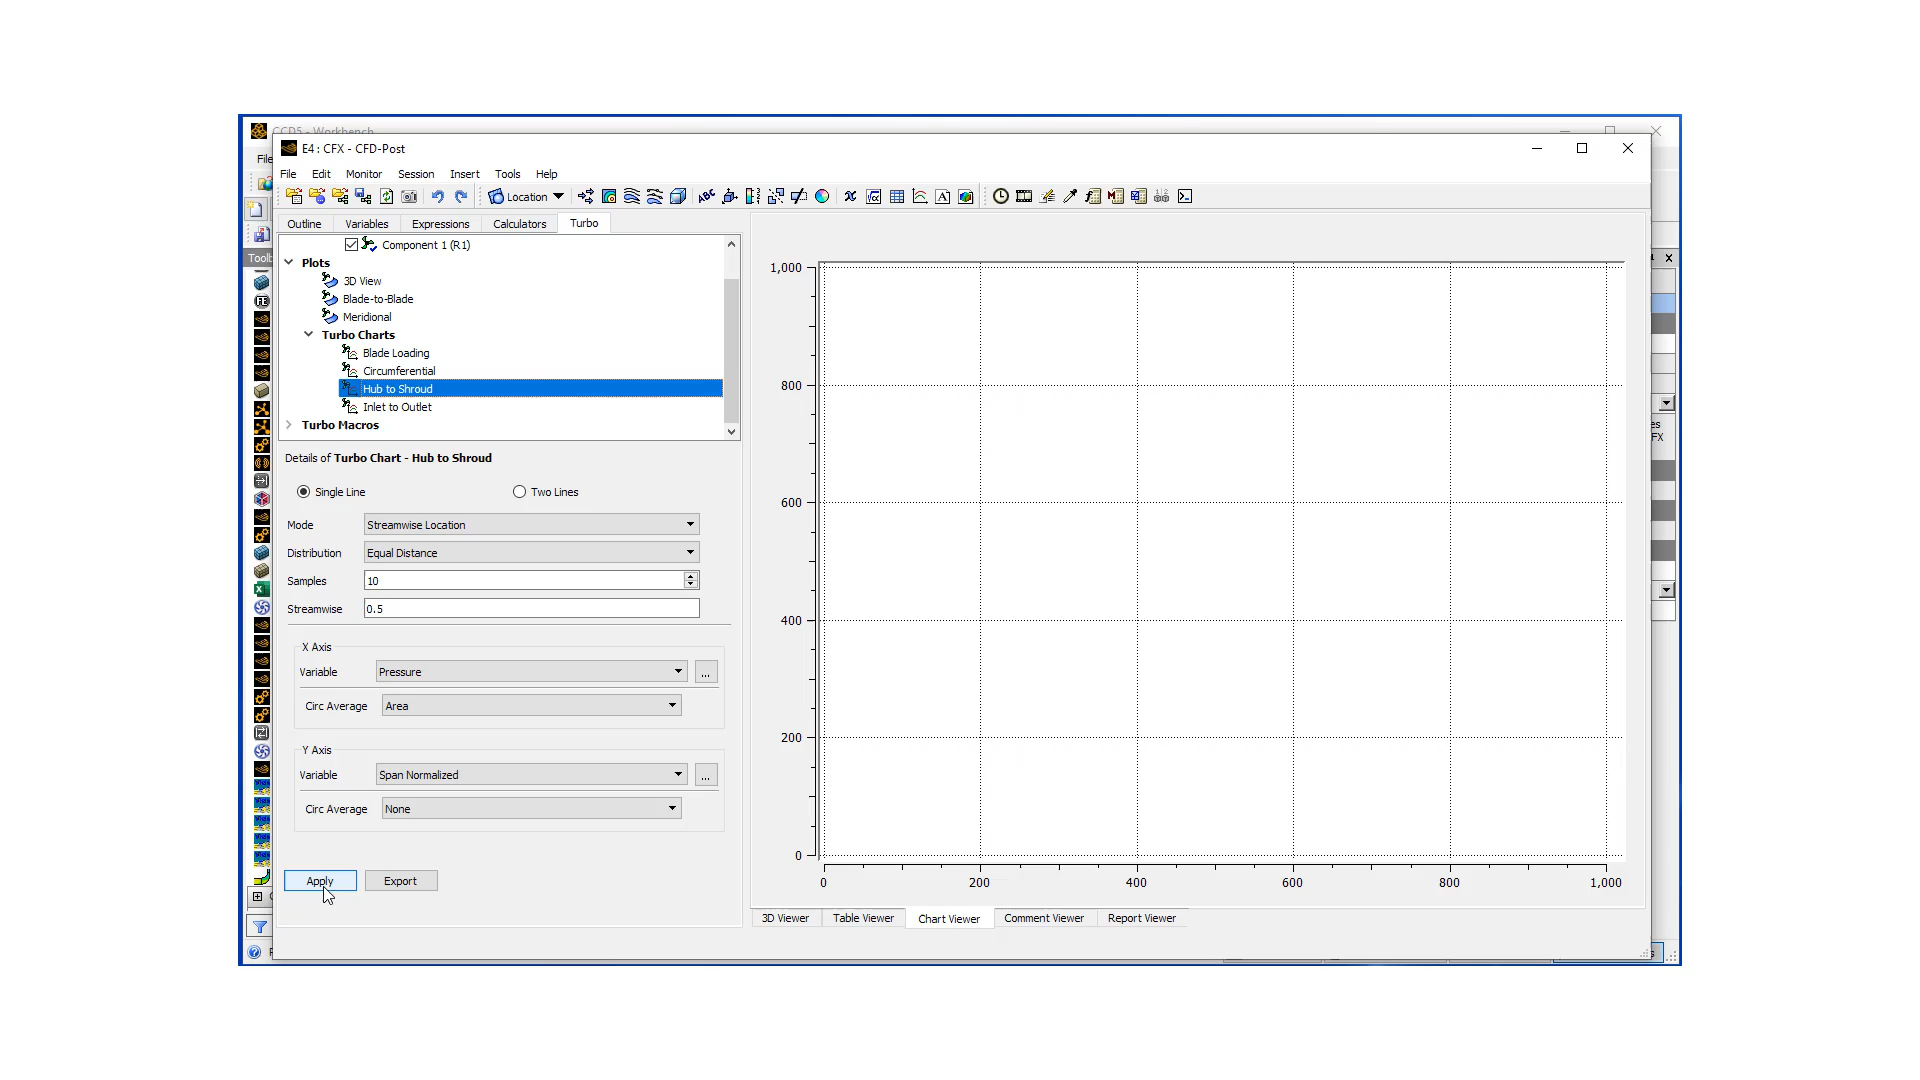 CCD5 - Workbench
File
E4 : CFX - CFD-Post
File Edit Monitor Session Insert Tools Help
Location
Outline Variables Expressions Calculators Turbo
Component 1 (R1)
Plots
3D View
Blade-to-Blade
Meridional
Turbo Charts
Blade Loading
Circumferential
Hub to Shroud
Inlet to Outlet
Turbo Macros
Details of Turbo Chart - Hub to Shroud
Single Line Two Lines
Mode Streamwise Location
Distribution Equal Distance
Samples 10
Streamwise 0.5
X Axis
Variable Pressure ...
Circ Average Area
Y Axis
Variable Span Normalized ...
Circ Average None
Apply Export
1,000
800
600
400
200
0
0 200 400 600 800 1,000
3D Viewer Table Viewer Chart Viewer Comment Viewer Report Viewer
es
FX